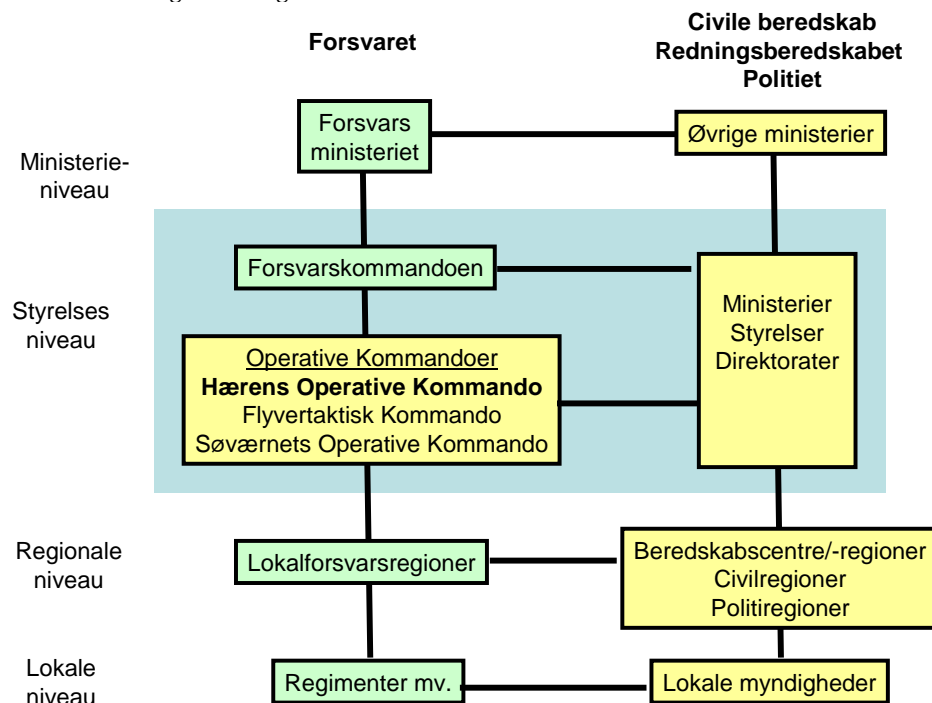 Forsvaret
Civile beredskab
Redningsberedskabet
Politiet
Ministerie-
niveau
Forsvars
ministeriet
Øvrige ministerier
Styrelses
niveau
Forsvarskommandoen
Ministerier
Styrelser
Direktorater
Operative Kommandoer
Hærens Operative Kommando
Flyvertaktisk Kommando
Søværnets Operative Kommando
Regionale
niveau
Lokalforsvarsregioner
Beredskabscentre/-regioner
Civilregioner
Politiregioner
Lokale
niveau
Regimenter mv.
Lokale myndigheder